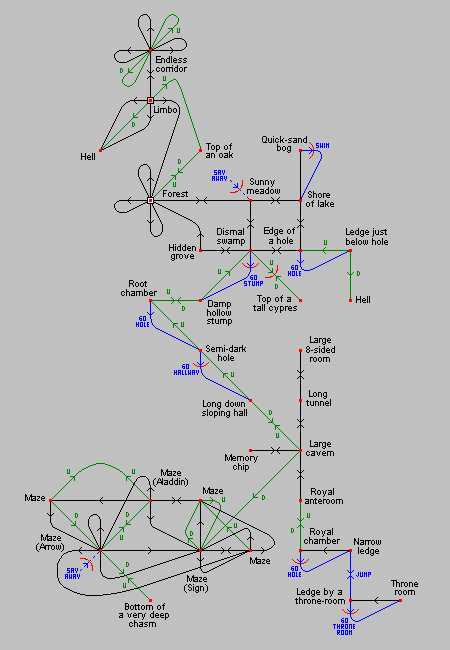 Endless
corridor
U
D
U
D
Limbo
Hell
Top of
an oak
U
D
Quick-sand
bog
SWIM
SAY
AWAY
Sunny
meadow
Forest
Shore
of lake
Dismal
swamp
Edge of
a hole
Ledge just
below hole
Hidden
grove
U
GO
STUMP
U
D
GO
HOLE
D
Root
chamber
U
D
U
D
Damp
hollow
stump
Top of a
tall cypres
Hell
GO
HOLE
U
Semi-dark
hole
Large
8-sided
room
GO
HALLWAY
U
Long down
sloping hall
Long
tunnel
D
U
Memory
chip
Large
cavern
Maze
(Aladdin)
U
U
D
Maze
Maze
U
D
Royal
anteroom
U
D
U
D
D
U
Maze
(Arrow)
Royal
chamber
Narrow
ledge
SAY
AWAY
D
U
Maze
(Sign)
Maze
GO
HOLE
JUMP
Throne
room
Bottom of
a very deep
chasm
Ledge by a
throne-room
GO
THRONE
ROOM